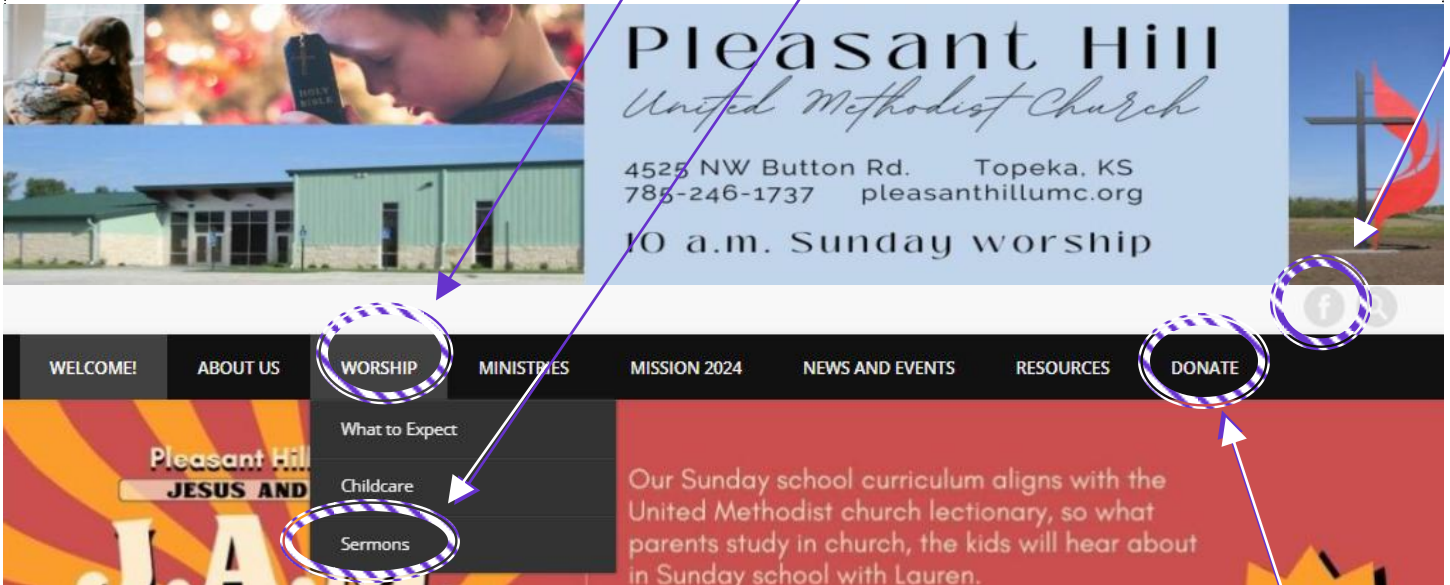 HOLY
BIBLE
Pleasant Hill
United Methodist Church
4525 NW Button Rd. Topeka, KS
785-246-1737 pleasanthillumc.org
10 a.m. Sunday worship
f
WELCOME! ABOUT US WORSHIP MINISTRIES MISSION 2024 NEWS AND EVENTS RESOURCES DONATE
What to Expect
Childcare
Sermons
Pleasant Hill
JESUS AND
J.A.
Our Sunday school curriculum aligns with the
United Methodist church lectionary, so what
parents study in church, the kids will hear about
in Sunday school with Lauren.